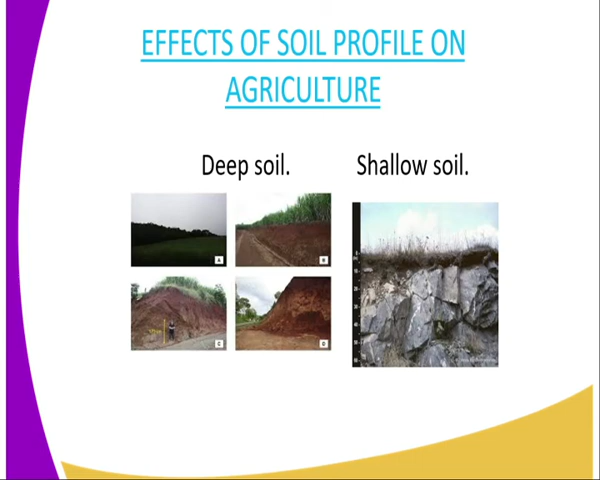 EFFECTS OF SOIL PROFILE ON
AGRICULTURE
Deep soil.
Shallow soil.
A
B
C
D